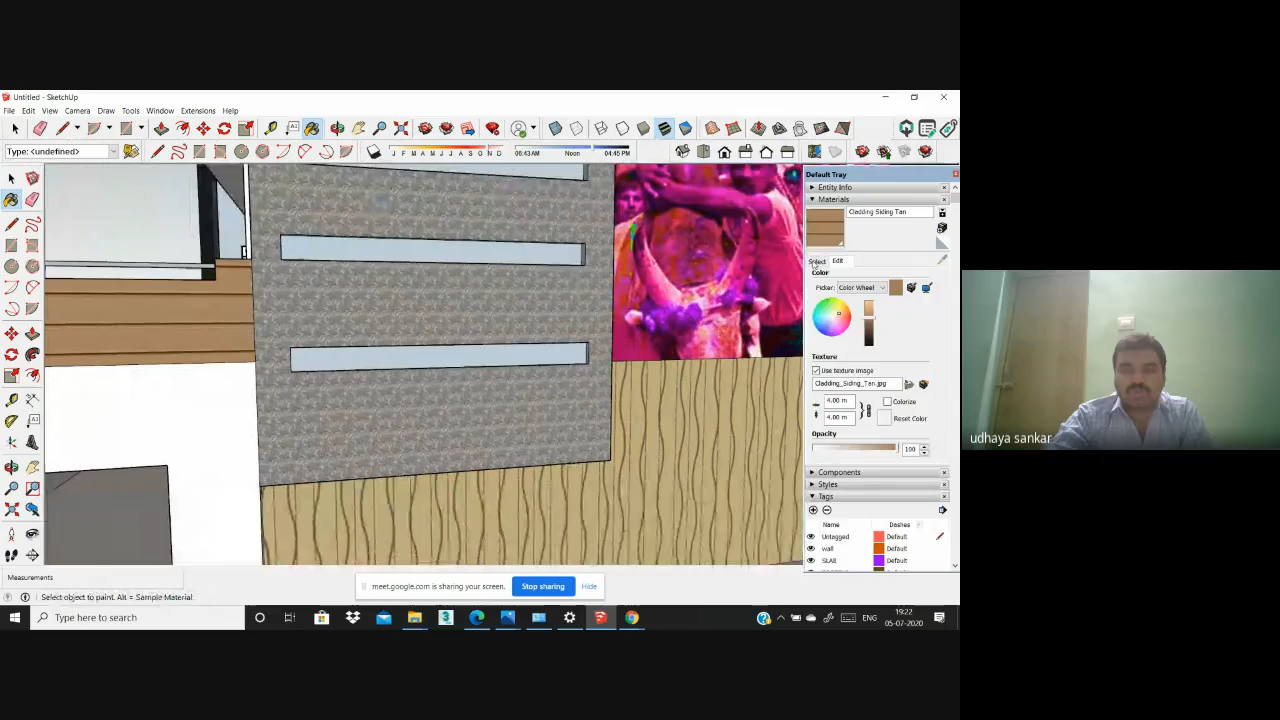 Untitled - SketchUp
File Edit View Camera Draw Tools Window Extensions Help
Type: <undefined>
J F M A M J J A S O N D
06:43 AM Noon 04:45 PM
Default Tray
Entity Info
Materials
Cladding Siding Tan
Select Edit
Color
Picker: Color Wheel
Texture
Use texture image
Cladding_Siding_Tan.jpg
4.00 m
Colorize
4.00 m
Reset Color
Opacity
100
Components
Styles
Tags
Name Dashes
Untagged Default
wall Default
SLAB Default
udhaya sankar
Measurements
meet.google.com is sharing your screen. Stop sharing Hide
Select object to paint. Alt = Sample Material.
Type here to search
ENG
19:22
05-07-2020